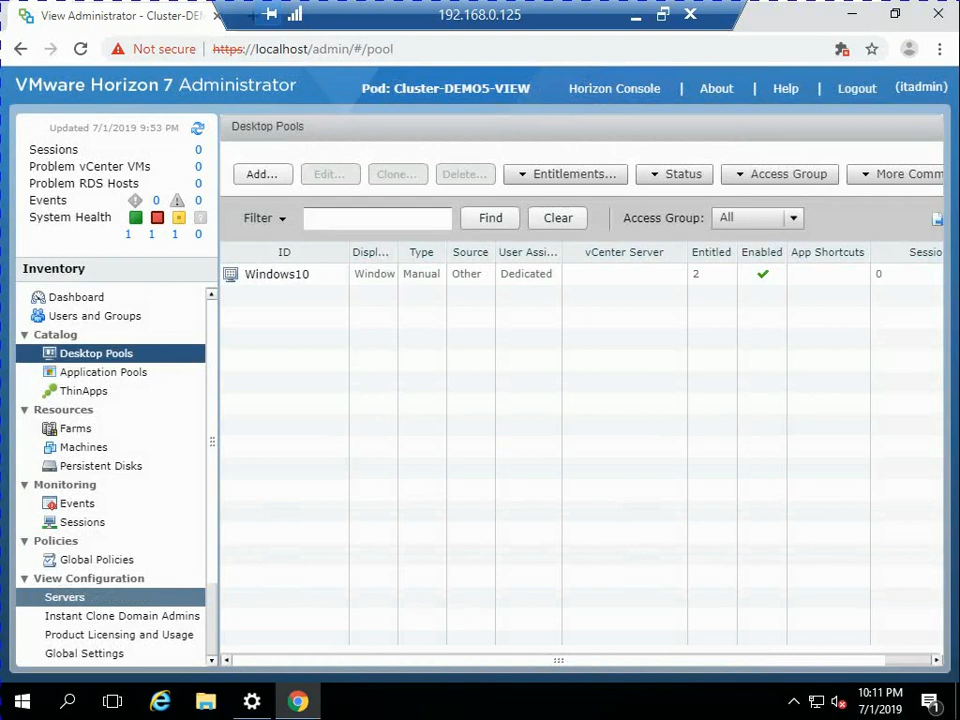 View Administrator - Cluster-DEM
192.168.0.125
Not secure
https://localhost/admin/#/pool
VMware Horizon 7 Administrator
Pod: Cluster-DEMO5-VIEW
Horizon Console
About
Help
Logout
(itadmin)
Updated 7/1/2019 9:53 PM
Sessions 0
Problem vCenter VMs 0
Problem RDS Hosts 0
Events 0 0
System Health
1 1 1 0
Inventory
Dashboard
Users and Groups
Catalog
Desktop Pools
Application Pools
ThinApps
Resources
Farms
Machines
Persistent Disks
Monitoring
Events
Sessions
Policies
Global Policies
View Configuration
Servers
Instant Clone Domain Admins
Product Licensing and Usage
Global Settings
Desktop Pools
Add... Edit... Clone... Delete... Entitlements... Status Access Group More Comm
Filter Find Clear Access Group: All
ID Displ... Type Source User Assi... vCenter Server Entitled Enabled App Shortcuts Sessio
Windows10 Window Manual Other Dedicated 2 0
10:11 PM
7/1/2019
1